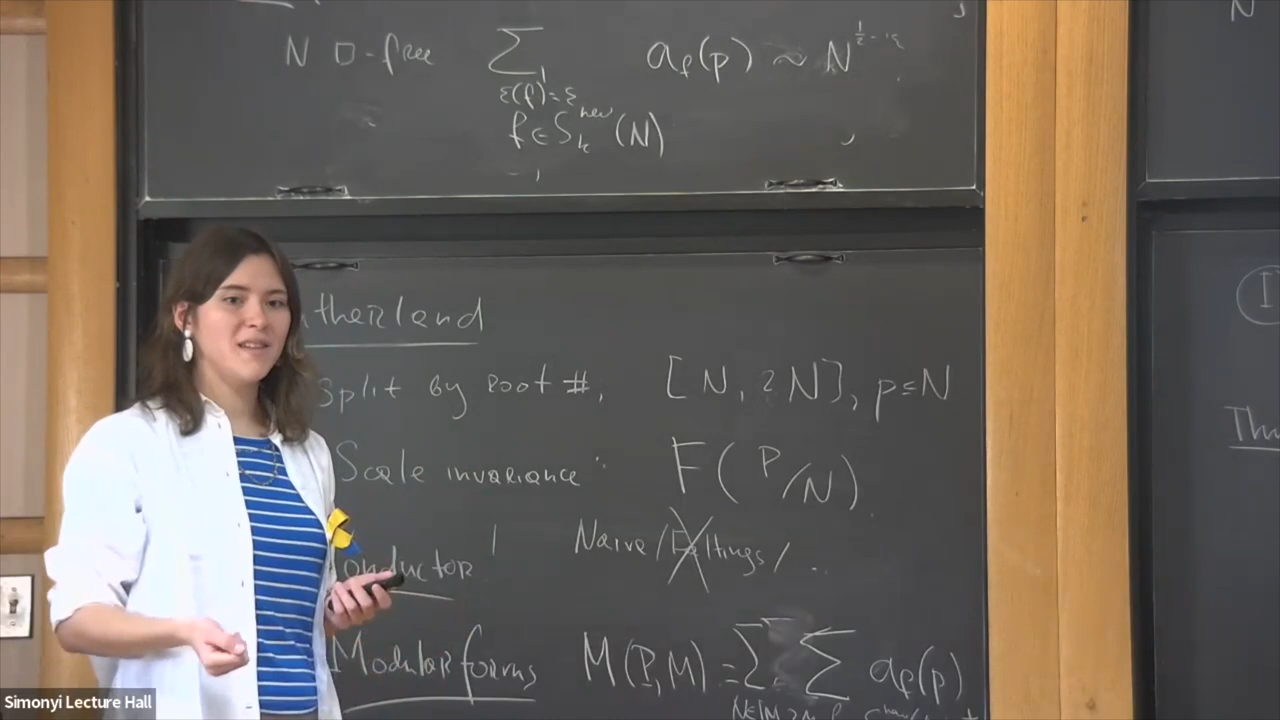 N □-free ∑ a_f(p) ~ N^{1/2
ε(f)=ε
f∈S_k^{new}(N)
therland
split by root #, [N, 2N], p≤N
Scale invariance: F(P/N).
onductor! Naive/Faltings/...
Modular forms M(P,M) = ∑ ∑ a_f(p)
N
Simonyi Lecture Hall